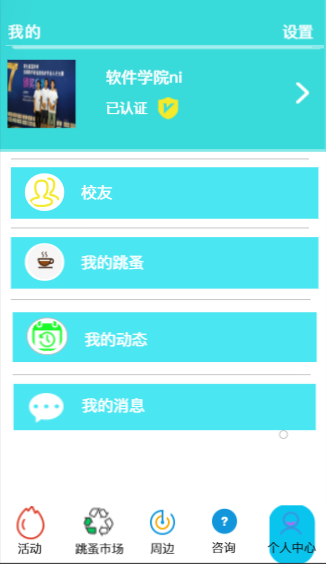 我的
设置
软件学院ni
已认证
校友
我的跳蚤
我的动态
我的消息
活动
跳蚤市场
周边
咨询
个人中心